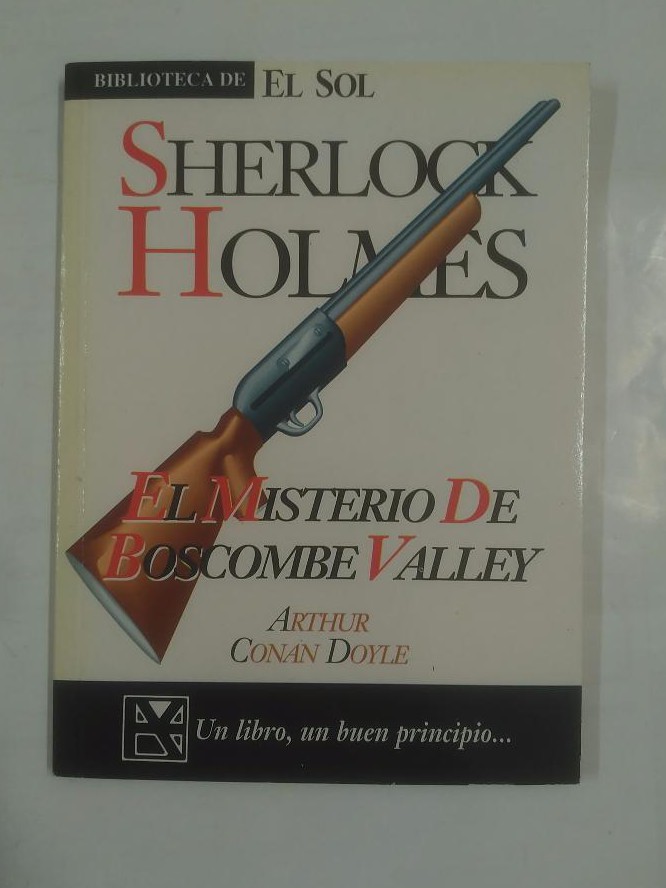 BIBLIOTECA DE EL SOL
SHERLOCK
HOLMES
EL MISTERIO DE
BOSCOMBE VALLEY
ARTHUR
CONAN DOYLE
Un libro, un buen principio...